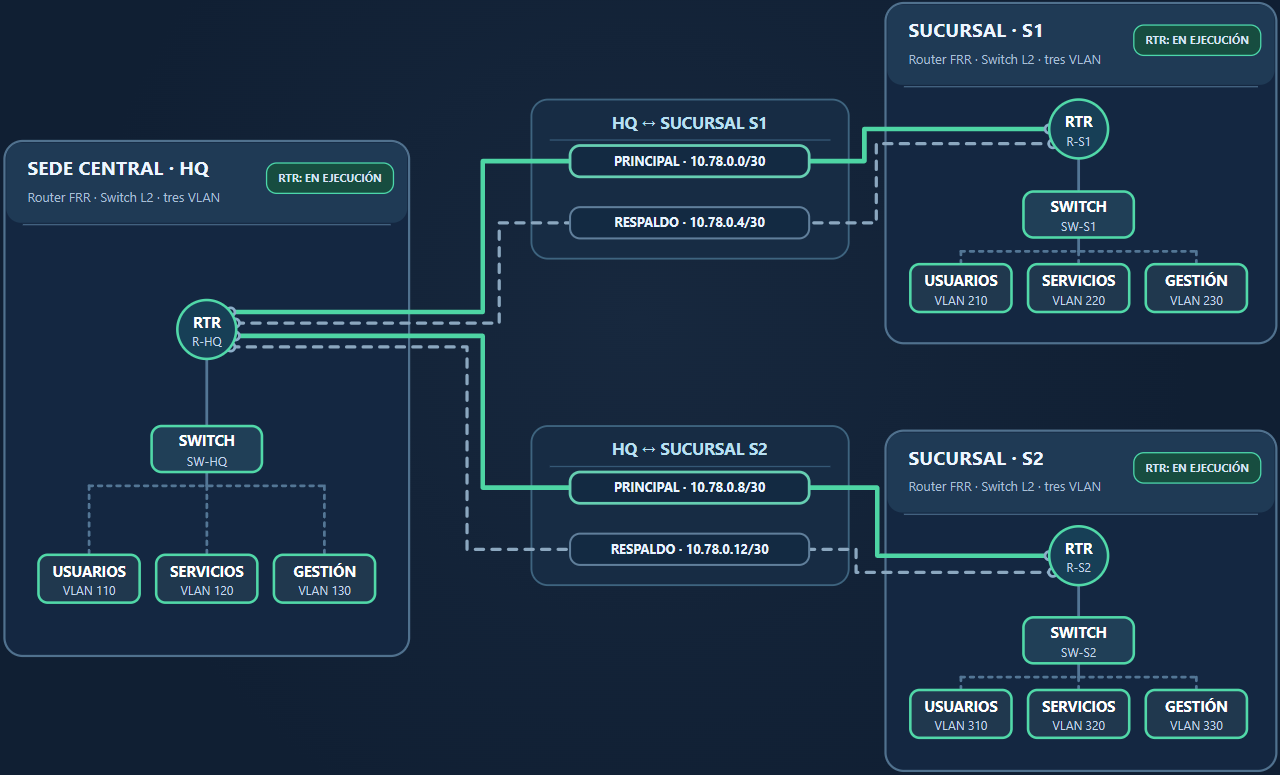 SEDE CENTRAL · HQ
RTR: EN EJECUCIÓN
Router FRR · Switch L2 · tres VLAN
RTR
R-HQ
SWITCH
SW-HQ
USUARIOS
VLAN 110
SERVICIOS
VLAN 120
GESTIÓN
VLAN 130
HQ ↔ SUCURSAL S1
PRINCIPAL · 10.78.0.0/30
RESPALDO · 10.78.0.4/30
HQ ↔ SUCURSAL S2
PRINCIPAL · 10.78.0.8/30
RESPALDO · 10.78.0.12/30
SUCURSAL · S1
RTR: EN EJECUCIÓN
Router FRR · Switch L2 · tres VLAN
RTR
R-S1
SWITCH
SW-S1
USUARIOS
VLAN 210
SERVICIOS
VLAN 220
GESTIÓN
VLAN 230
SUCURSAL · S2
RTR: EN EJECUCIÓN
Router FRR · Switch L2 · tres VLAN
RTR
R-S2
SWITCH
SW-S2
USUARIOS
VLAN 310
SERVICIOS
VLAN 320
GESTIÓN
VLAN 330